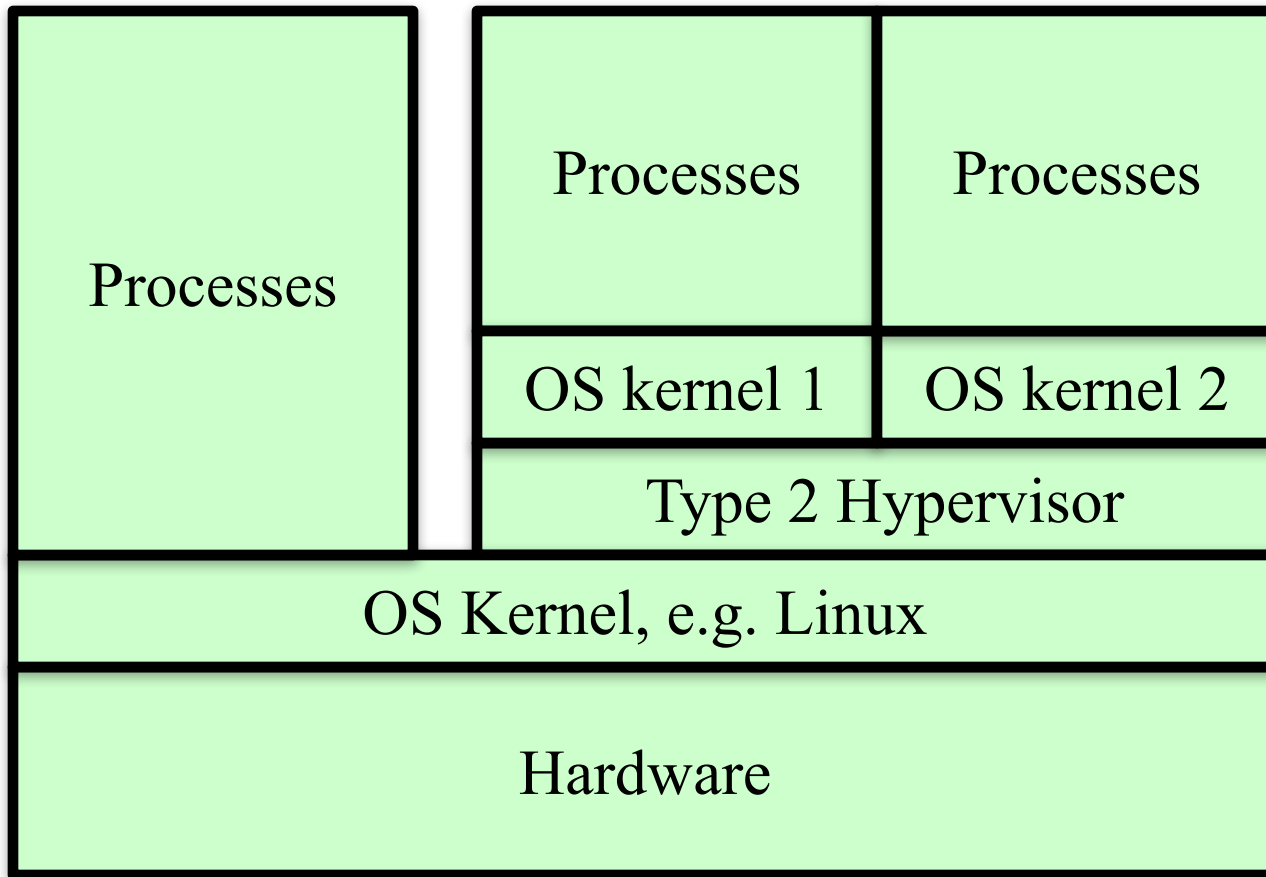 Processes
Processes
Processes
OS kernel 1
OS kernel 2
Type 2 Hypervisor
OS Kernel, e.g. Linux
Hardware